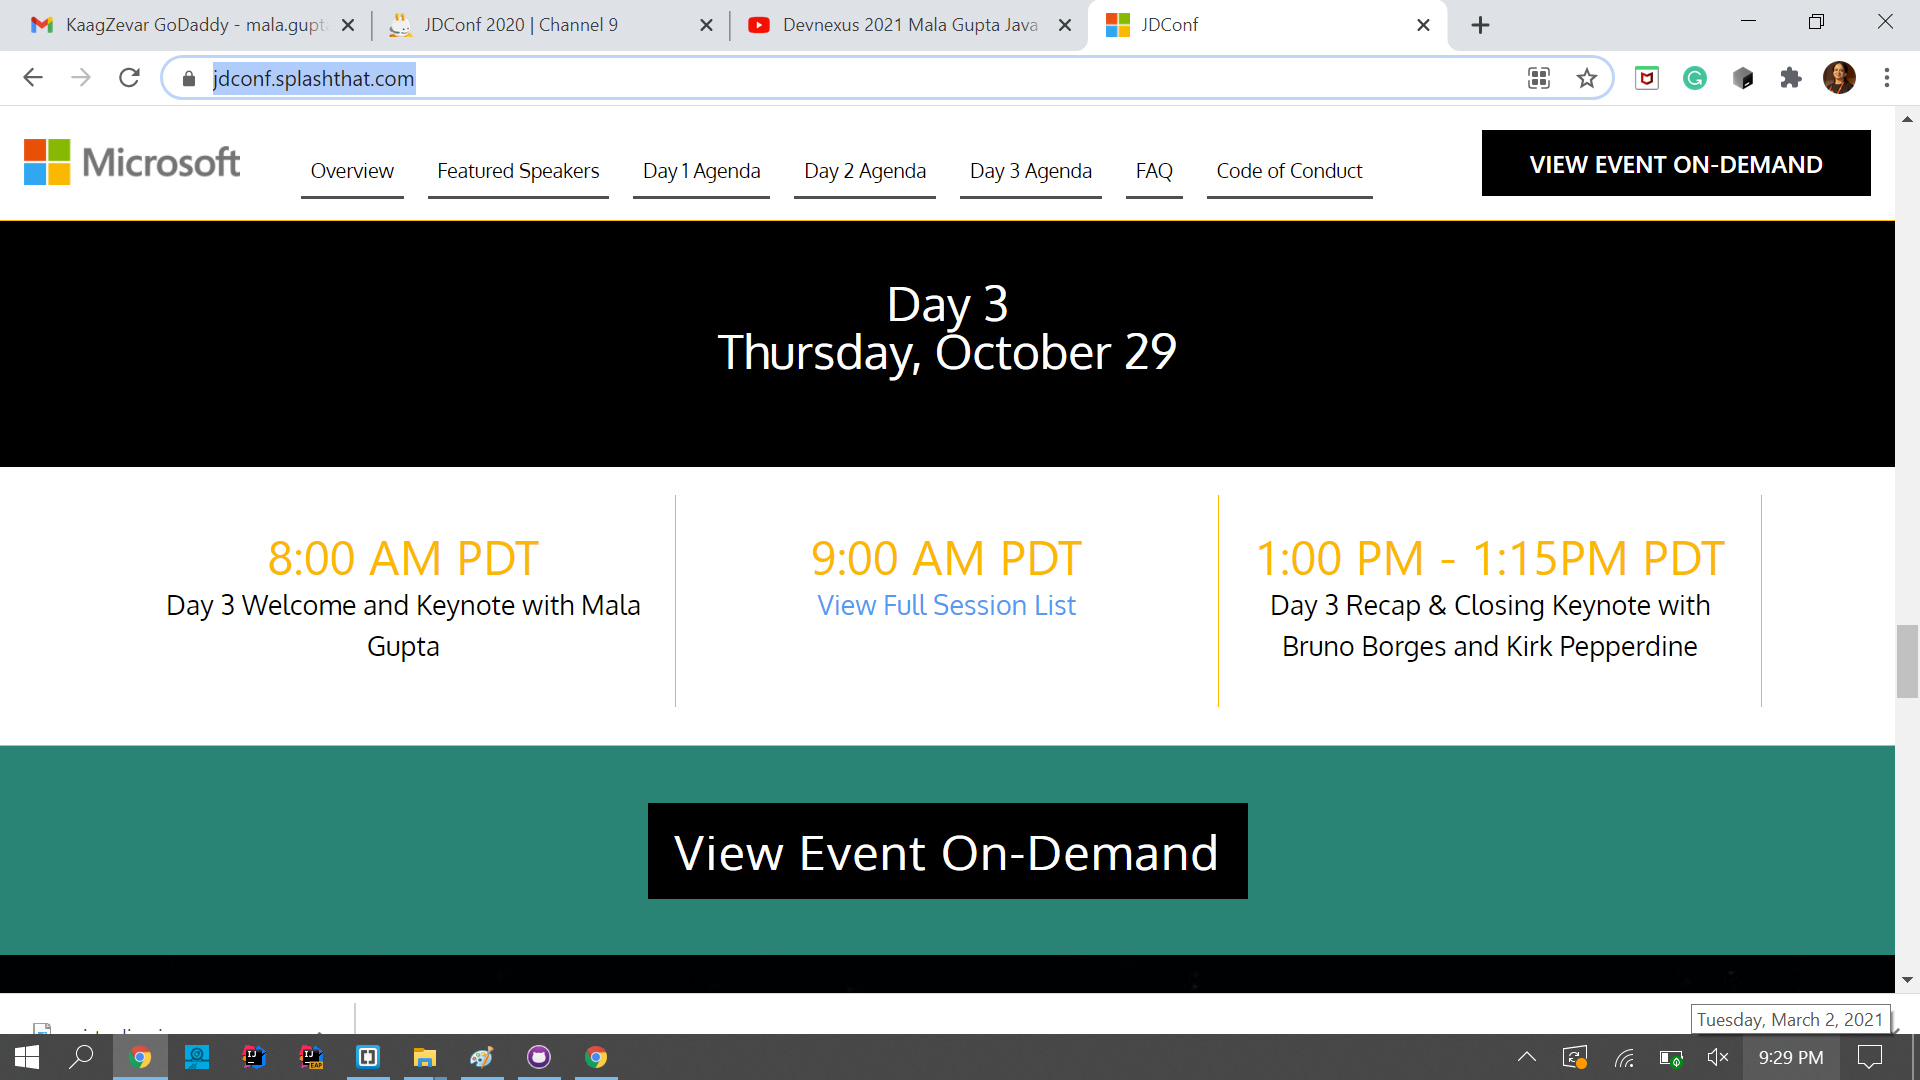 KaagZevar GoDaddy - mala.gupt
JDConf 2020 | Channel 9
Devnexus 2021 Mala Gupta Java
JDConf
jdconf.splashthat.com
Microsoft
Overview
Featured Speakers
Day 1 Agenda
Day 2 Agenda
Day 3 Agenda
FAQ
Code of Conduct
VIEW EVENT ON-DEMAND
Day 3
Thursday, October 29
8:00 AM PDT
Day 3 Welcome and Keynote with Mala
Gupta
9:00 AM PDT
View Full Session List
1:00 PM - 1:15PM PDT
Day 3 Recap & Closing Keynote with
Bruno Borges and Kirk Pepperdine
View Event On-Demand
Tuesday, March 2, 2021
IJ
IJ
EAP
9:29 PM